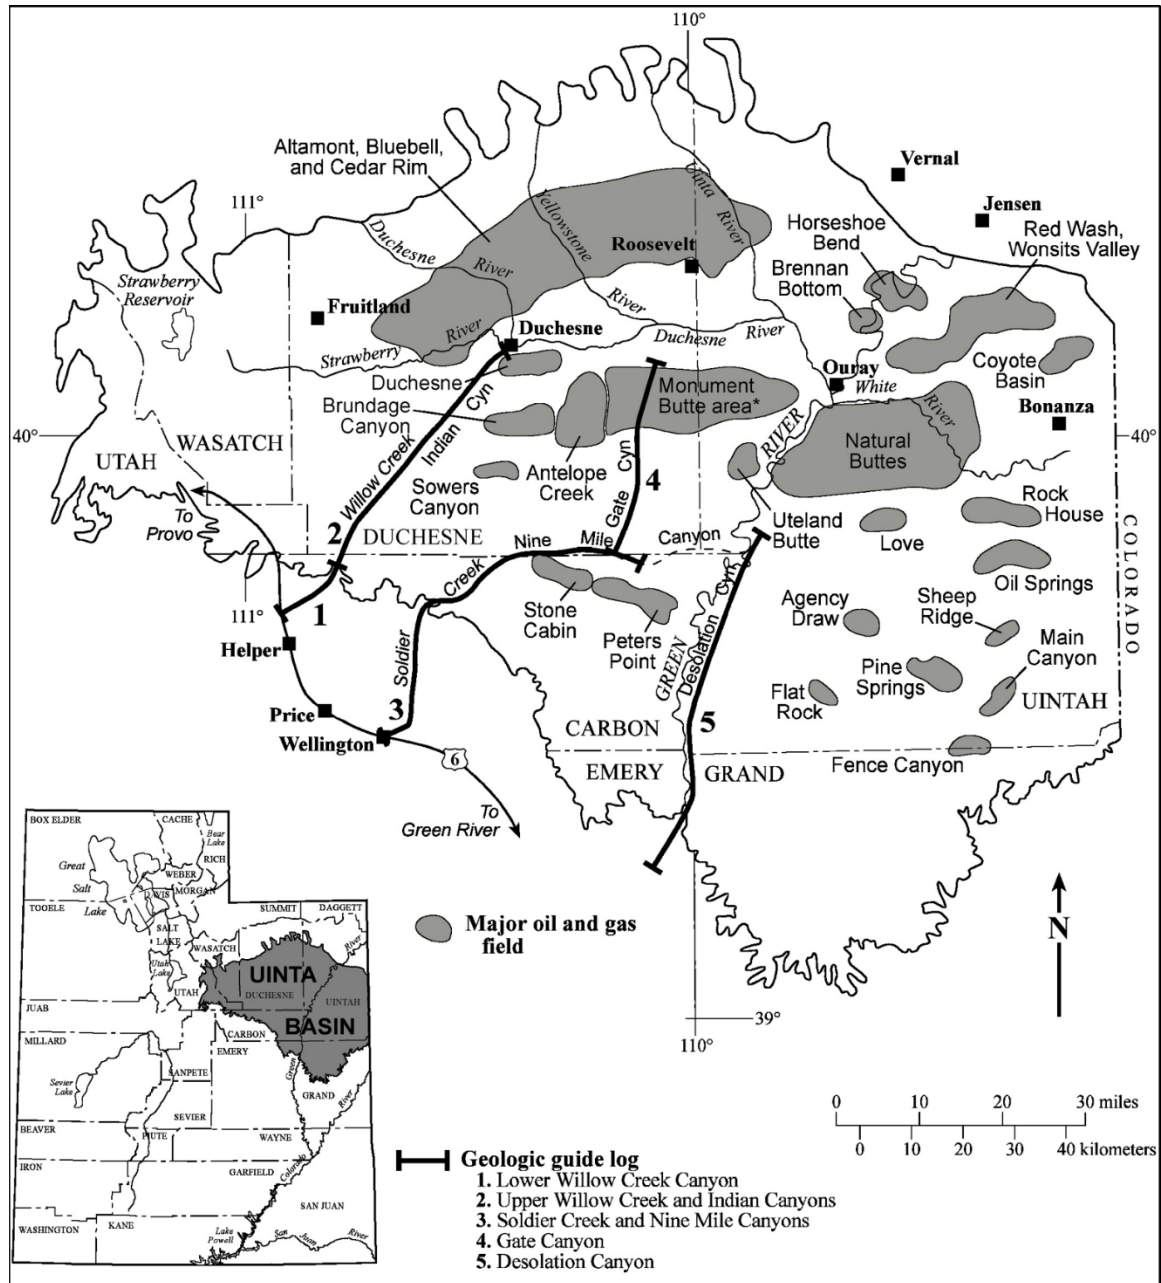 110°
Altamont, Bluebell,
and Cedar Rim
Vernal
111°
Jensen
Uinta
River
Yellowstone
River
Duchesne
River
Horseshoe
Bend
Red Wash,
Wonsits Valley
Roosevelt
Brennan
Bottom
Strawberry
Reservoir
Fruitland
Strawberry
River
Duchesne
Duchesne
River
Ouray
White
River
Coyote
Basin
Duchesne
Monument
Butte area*
Bonanza
Brundage
Canyon
Indian
Cyn
Willow Creek
40°
WASATCH
UTAH
Antelope
Creek
Gate
Cyn
4
RIVER
Natural
Buttes
40°
Sowers
Canyon
To
Provo
2
DUCHESNE
Uteland
Butte
Rock
House
Love
COLORADO
Nine
Mile
Canyon
Creek
Oil Springs
111°
1
Stone
Cabin
Desolation
Cyn
Agency
Draw
Sheep
Ridge
Helper
Soldier
Peters
Point
GREEN
Main
Canyon
Pine
Springs
Flat
Rock
UINTAH
Price
3
Wellington
5
CARBON
6
EMERY
GRAND
Fence Canyon
To
Green River
Major oil and gas
field
N
110°
39°
0 10 20 30 miles
0 10 20 30 40 kilometers
BOX ELDER
CACHE
Bear
Lake
RICH
Great
Salt
Lake
WEBER
MORGAN
DAVIS
TOOELE
SALT
LAKE
SUMMIT
DAGGETT
WASATCH
River
Utah
Lake
UTAH
UINTA
DUCHESNE
UINTAH
BASIN
JUAB
CARBON
MILLARD
EMERY
SANPETE
Green
Sevier
Lake
GRAND
River
SEVIER
BEAVER
PIUTE
WAYNE
IRON
GARFIELD
Colorado
SAN JUAN
WASHINGTON
KANE
Lake
Powell
San
Juan
River
Geologic guide log
1. Lower Willow Creek Canyon
2. Upper Willow Creek and Indian Canyons
3. Soldier Creek and Nine Mile Canyons
4. Gate Canyon
5. Desolation Canyon